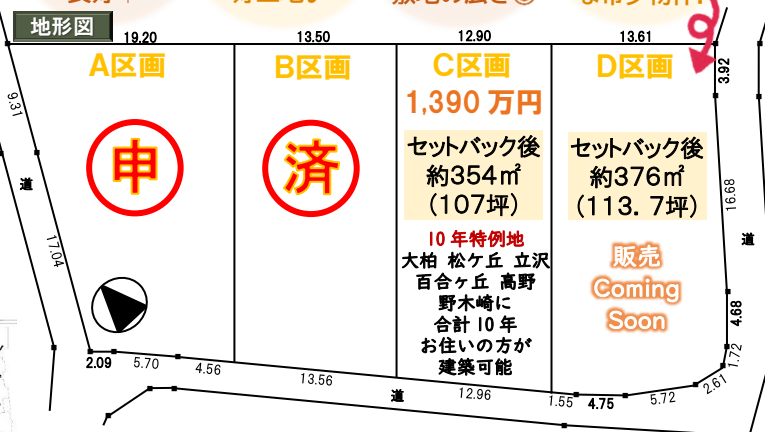 地形図
19.20
13.50
12.90
13.61
A区画
B区画
C区画
D区画
3.92
9.31
1,390 万円
申
済
セットバック後
約354㎡
(107坪)
セットバック後
約376㎡
(113.7坪)
道
16.68
道
17.04
10年特例地
大柏 松ケ丘 立沢
百合ヶ丘 高野
野木崎に
合計10年
お住いの方が
建築可能
販売
Coming
Soon
4.68
1.72
2.09
5.70
4.56
13.56
道
12.96
1.55
4.75
5.72
2.61